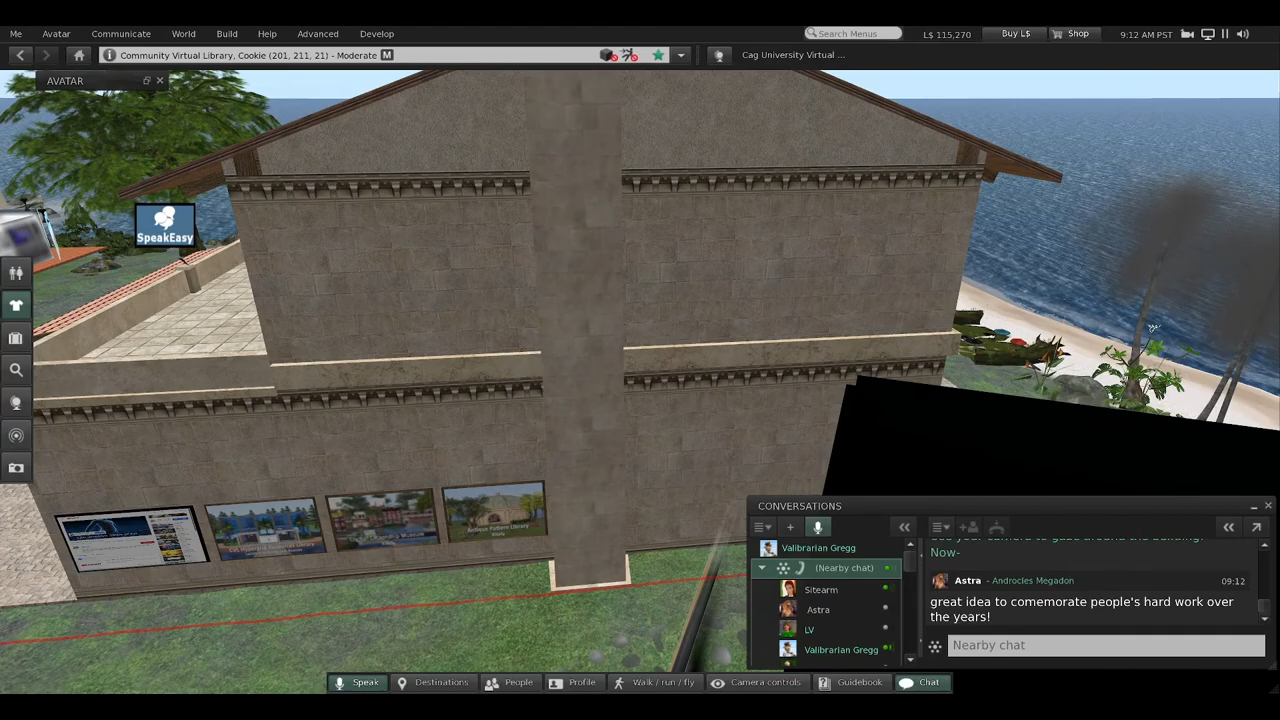 Me Avatar Communicate World Build Help Advanced Develop
Search Menus
L$ 115,270
Buy L$
Shop
9:12 AM PST
Community Virtual Library, Cookie (201, 211, 21) - Moderate M
Cag University Virtual ...
AVATAR
SpeakEasy
CONVERSATIONS
Valibrarian Gregg
(Nearby chat)
Sitearm
Astra
LV
Valibrarian Gregg
Now-
Astra - Androcles Megadon 09:12
great idea to comemorate people's hard work over
the years!
Nearby chat
Speak Destinations People Profile Walk / run / fly Camera controls Guidebook Chat